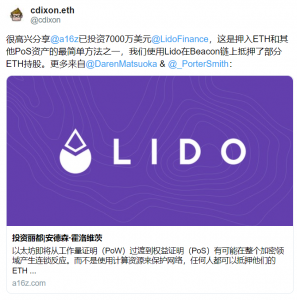 cdixon.eth
@cdixon
很高兴分享@a16z已投资7000万美元@LidoFinance，这是押入ETH和其
他PoS资产的最简单方法之一，我们使用Lido在Beacon链上抵押了部分
ETH持股。更多来自@DarenMatsuoka & @_PorterSmith：
LIDO
投资丽都|安德森·霍洛维茨
以太坊即将从工作量证明（PoW）过渡到权益证明（PoS）有可能在整个加密领
域产生连锁反应。而不是使用计算资源来保护网络，任何人都可以抵押他们的
ETH ...
a16z.com